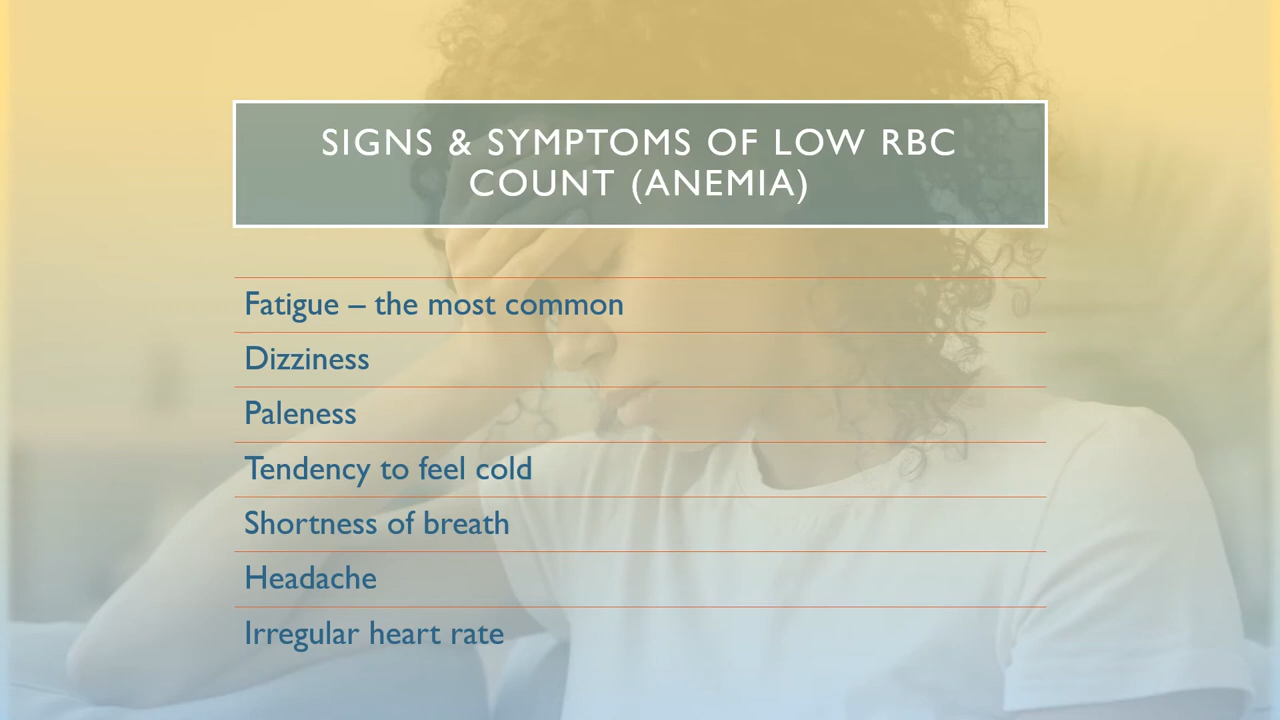 SIGNS & SYMPTOMS OF LOW RBC
COUNT (ANEMIA)
Fatigue – the most common
Dizziness
Paleness
Tendency to feel cold
Shortness of breath
Headache
Irregular heart rate